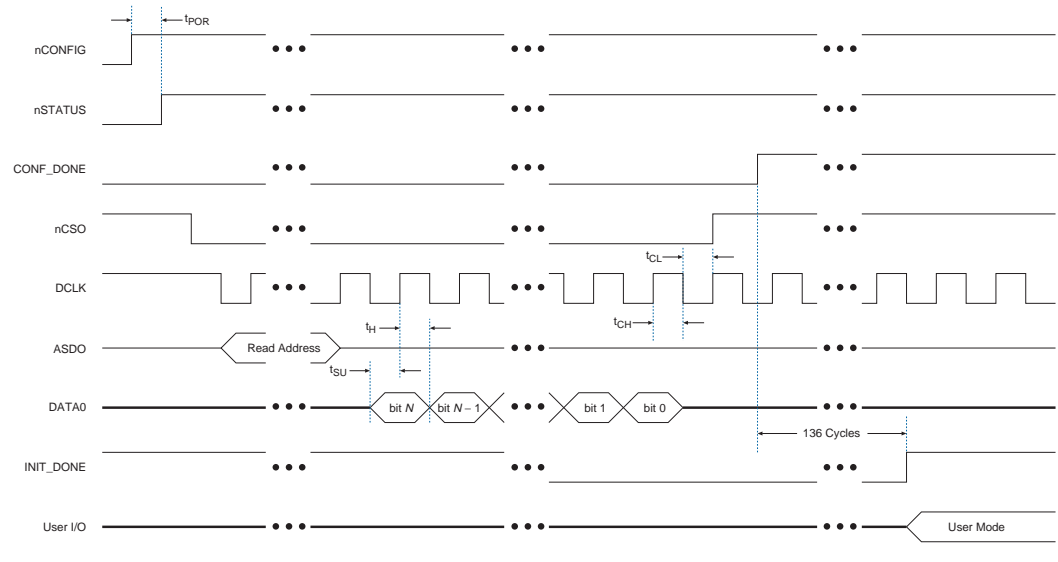 tPOR
nCONFIG
nSTATUS
CONF_DONE
nCSO
tCL
DCLK
tH
tCH
ASDO
Read Address
tSU
DATA0
bit N
bit N – 1
bit 1
bit 0
136 Cycles
INIT_DONE
User I/O
User Mode